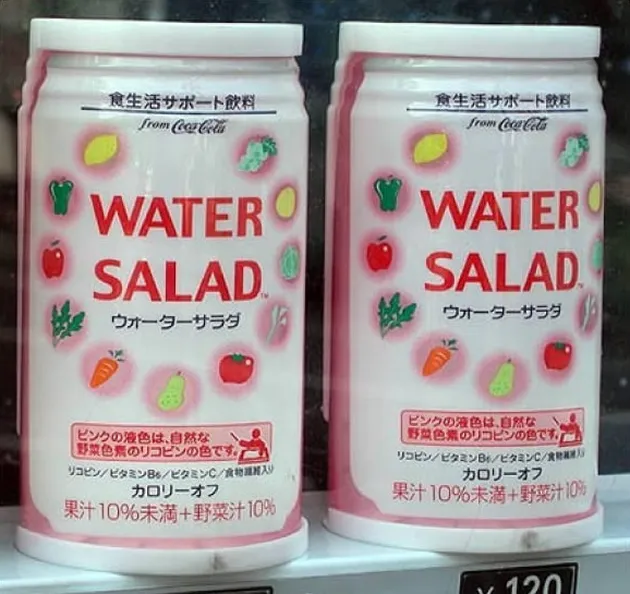 食生活サポート飲料
from Coca-Cola
WATER
SALAD™
ウォーターサラダ
ピンクの液色は、自然な
野菜色素のリコピンの色です。
リコピン/ビタミンB6/ビタミンC/食物繊維入り
カロリーオフ
果汁10%未満+野菜汁10%
食生活サポート飲料
from Coca-Cola
WATER
SALAD™
ウォーターサラダ
ピンクの液色は、自然な
野菜色素のリコピンの色です。
リコピン/ビタミンB6/ビタミンC/食物繊維入り
カロリーオフ
果汁10%未満+野菜汁10%
¥120